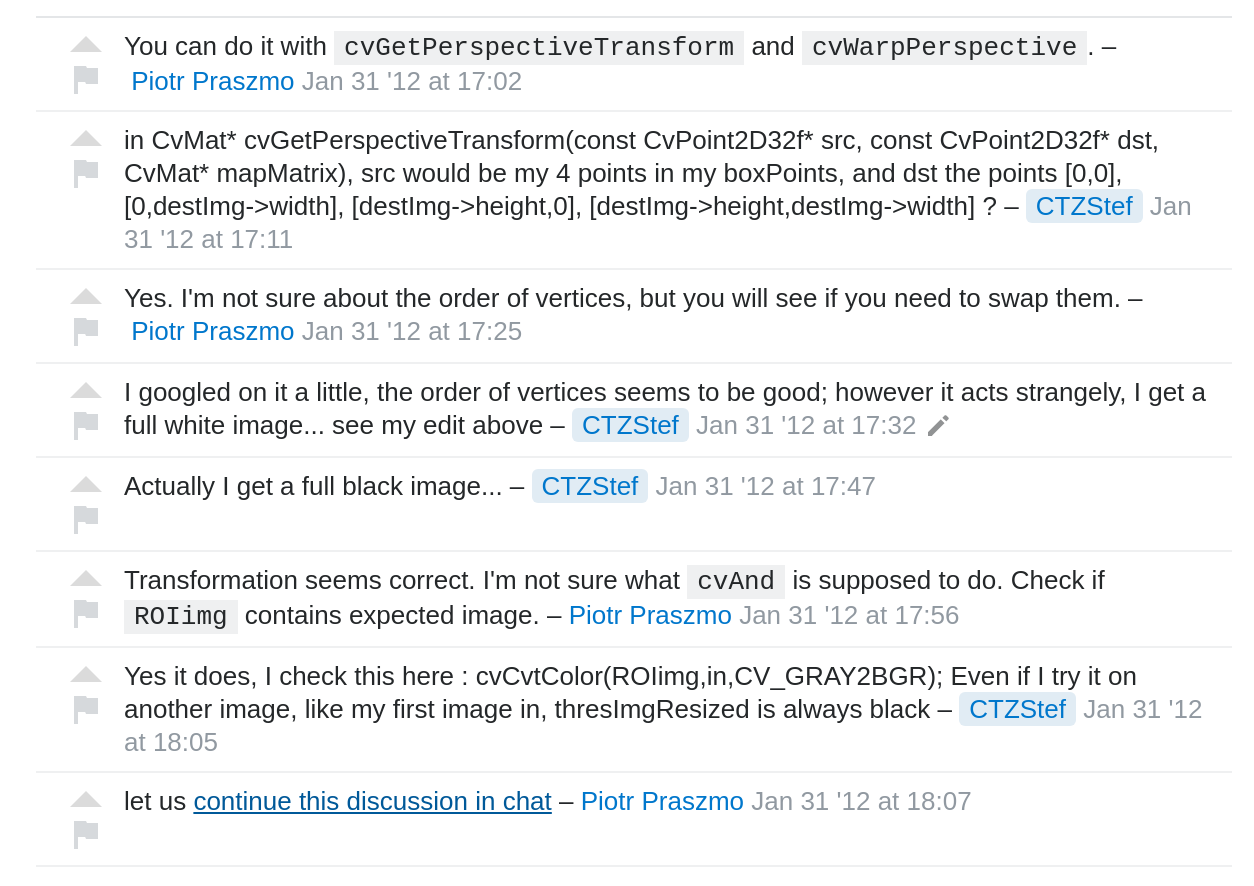 You can do it with cvGetPerspectiveTransform and cvWarpPerspective. –
Piotr Praszmo Jan 31 '12 at 17:02
in CvMat* cvGetPerspectiveTransform(const CvPoint2D32f* src, const CvPoint2D32f* dst,
CvMat* mapMatrix), src would be my 4 points in my boxPoints, and dst the points [0,0],
[0,destImg->width], [destImg->height,0], [destImg->height,destImg->width] ? – CTZStef Jan
31 '12 at 17:11
Yes. I'm not sure about the order of vertices, but you will see if you need to swap them. –
Piotr Praszmo Jan 31 '12 at 17:25
I googled on it a little, the order of vertices seems to be good; however it acts strangely, I get a
full white image... see my edit above – CTZStef Jan 31 '12 at 17:32
Actually I get a full black image... – CTZStef Jan 31 '12 at 17:47
Transformation seems correct. I'm not sure what cvAnd is supposed to do. Check if
ROIimg contains expected image. – Piotr Praszmo Jan 31 '12 at 17:56
Yes it does, I check this here : cvCvtColor(ROIimg,in,CV_GRAY2BGR); Even if I try it on
another image, like my first image in, thresImgResized is always black – CTZStef Jan 31 '12
at 18:05
let us continue this discussion in chat – Piotr Praszmo Jan 31 '12 at 18:07